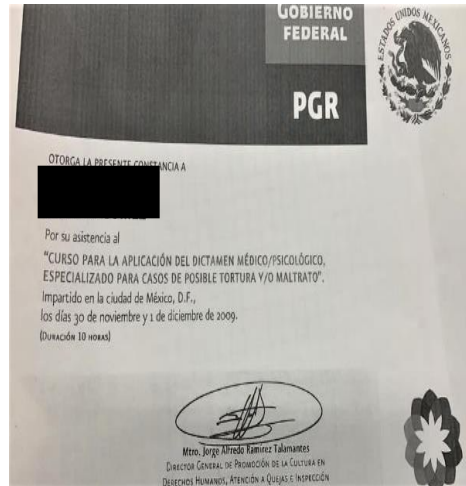 GOBIERNO
FEDERAL
ESTADOS UNIDOS MEXICANOS
PGR
OTORGA LA PRESENTE CONSTANCIA A
Por su asistencia al
"CURSO PARA LA APLICACIÓN DEL DICTAMEN MÉDICO/PSICOLÓGICO,
ESPECIALIZADO PARA CASOS DE POSIBLE TORTURA Y/O MALTRATO".
Impartido en la ciudad de México, D.F.,
los días 30 de noviembre y 1 de diciembre de 2009.
(DURACIÓN 10 HORAS)
Mtro. Jorge Alfredo Ramírez Talamantes
DIRECTOR GENERAL DE PROMOCIÓN DE LA CULTURA EN
DERECHOS HUMANOS, ATENCIÓN A QUEJAS E INSPECCIÓN